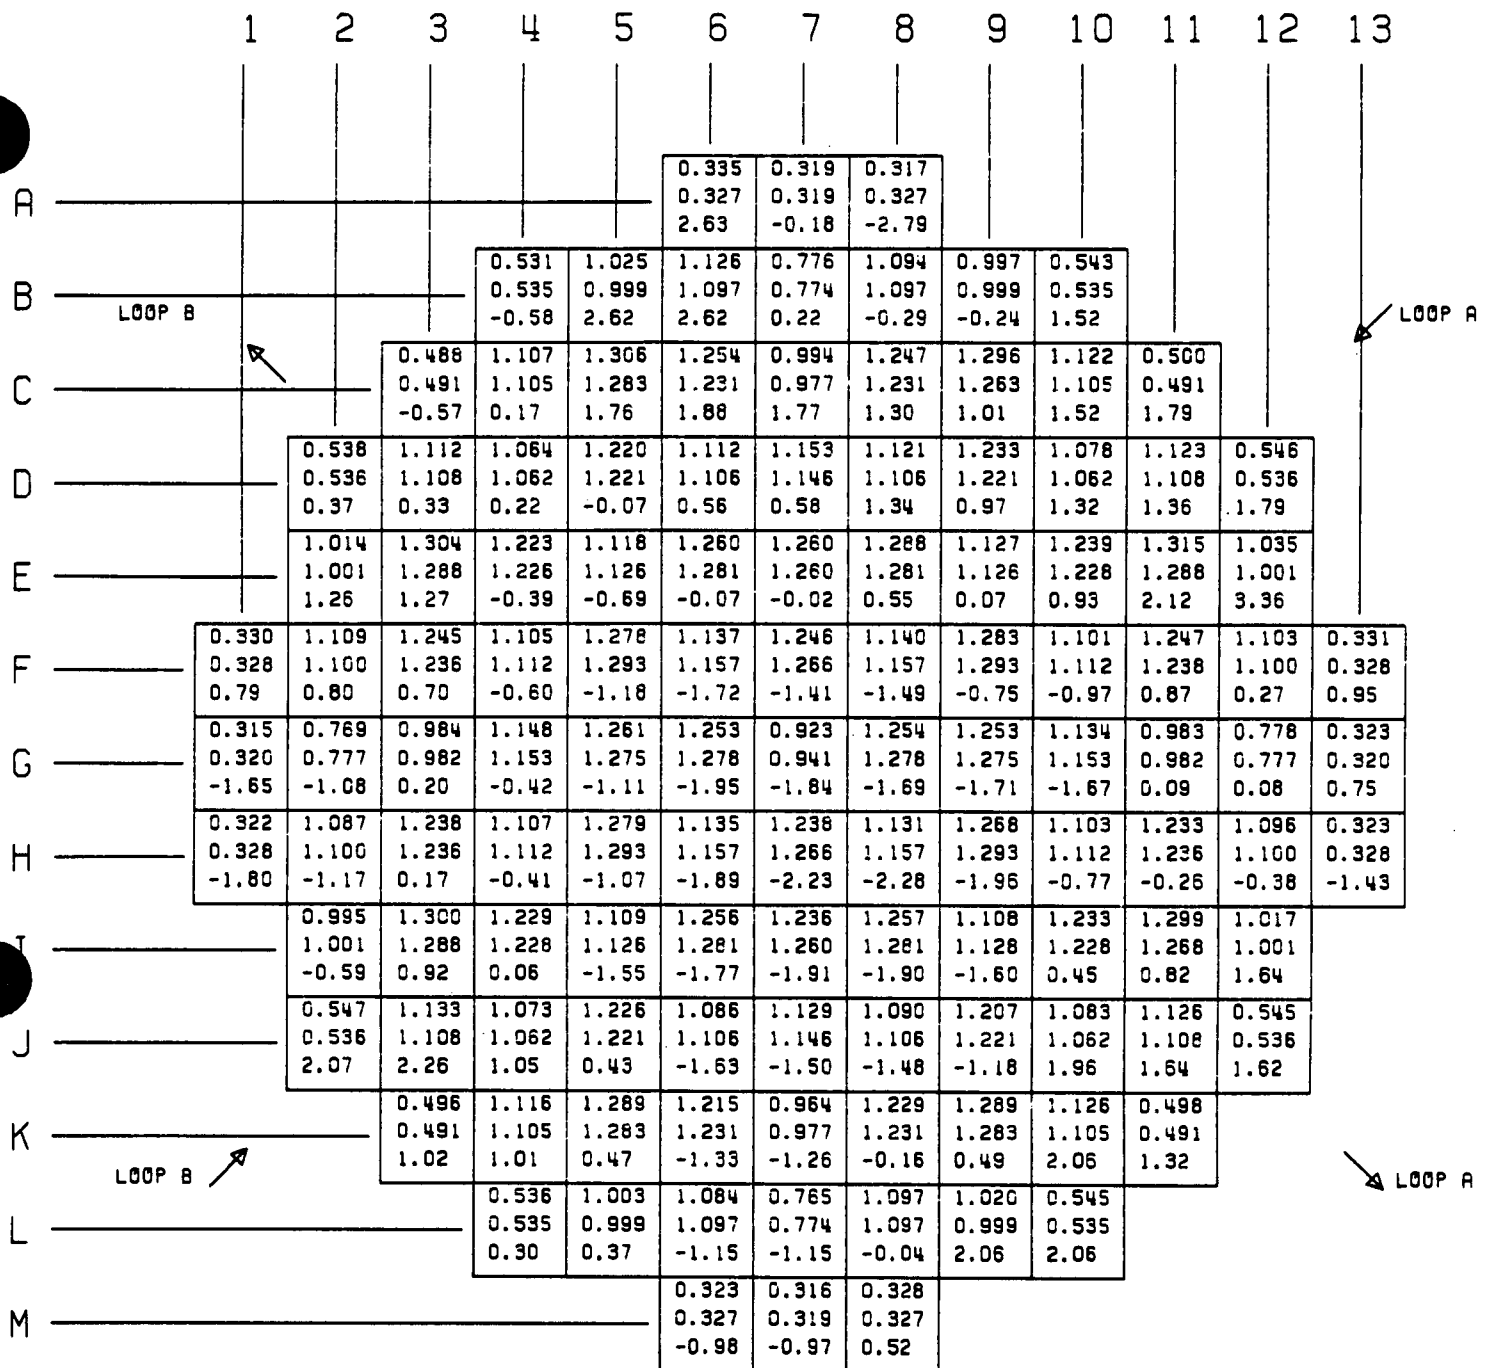 1 2 3 4 5 6 7 8 9 10 11 12 13
0.335 0.319 0.317
A 0.327 0.319 0.327
2.63 -0.18 -2.79
0.531 1.025 1.126 0.776 1.094 0.997 0.543
B 0.535 0.999 1.097 0.774 1.097 0.999 0.535
LOOP B -0.58 2.62 2.62 0.22 -0.29 -0.24 1.52 LOOP A
0.488 1.107 1.306 1.254 0.994 1.247 1.296 1.122 0.500
C 0.491 1.105 1.283 1.231 0.977 1.231 1.263 1.105 0.491
-0.57 0.17 1.76 1.88 1.77 1.30 1.01 1.52 1.79
0.538 1.112 1.064 1.220 1.112 1.153 1.121 1.233 1.078 1.123 0.546
D 0.536 1.108 1.062 1.221 1.106 1.146 1.106 1.221 1.062 1.108 0.536
0.37 0.33 0.22 -0.07 0.56 0.58 1.34 0.97 1.32 1.36 1.79
1.014 1.304 1.223 1.118 1.260 1.260 1.288 1.127 1.239 1.315 1.035
E 1.001 1.288 1.226 1.126 1.281 1.260 1.281 1.126 1.228 1.288 1.001
1.26 1.27 -0.39 -0.69 -0.07 -0.02 0.55 0.07 0.93 2.12 3.36
0.330 1.109 1.245 1.105 1.278 1.137 1.246 1.140 1.283 1.101 1.247 1.103 0.331
F 0.328 1.100 1.236 1.112 1.293 1.157 1.266 1.157 1.293 1.112 1.238 1.100 0.328
0.79 0.80 0.70 -0.60 -1.18 -1.72 -1.41 -1.49 -0.75 -0.97 0.87 0.27 0.95
0.315 0.769 0.984 1.148 1.261 1.253 0.923 1.254 1.253 1.134 0.983 0.778 0.323
G 0.320 0.777 0.982 1.153 1.275 1.278 0.941 1.278 1.275 1.153 0.982 0.777 0.320
-1.65 -1.08 0.20 -0.42 -1.11 -1.95 -1.84 -1.69 -1.71 -1.67 0.09 0.08 0.75
0.322 1.087 1.238 1.107 1.279 1.135 1.238 1.131 1.268 1.103 1.233 1.096 0.323
H 0.328 1.100 1.236 1.112 1.293 1.157 1.266 1.157 1.293 1.112 1.236 1.100 0.328
-1.80 -1.17 0.17 -0.41 -1.07 -1.89 -2.23 -2.28 -1.96 -0.77 -0.26 -0.38 -1.43
0.995 1.300 1.229 1.109 1.256 1.236 1.257 1.108 1.233 1.299 1.017
I 1.001 1.288 1.228 1.126 1.281 1.260 1.281 1.128 1.228 1.268 1.001
-0.59 0.92 0.06 -1.55 -1.77 -1.91 -1.90 -1.60 0.45 0.82 1.64
0.547 1.133 1.073 1.226 1.086 1.129 1.090 1.207 1.083 1.126 0.545
J 0.536 1.108 1.062 1.221 1.106 1.146 1.106 1.221 1.062 1.108 0.536
2.07 2.26 1.05 0.43 -1.63 -1.50 -1.48 -1.18 1.96 1.64 1.62
0.496 1.116 1.289 1.215 0.964 1.229 1.289 1.126 0.498
K 0.491 1.105 1.283 1.231 0.977 1.231 1.283 1.105 0.491
LOOP B 1.02 1.01 0.47 -1.33 -1.26 -0.16 0.49 2.06 1.32 LOOP A
0.536 1.003 1.084 0.765 1.097 1.020 0.545
L 0.535 0.999 1.097 0.774 1.097 0.999 0.535
0.30 0.37 -1.15 -1.15 -0.04 2.06 2.06
0.323 0.316 0.328
M 0.327 0.319 0.327
-0.98 -0.97 0.52